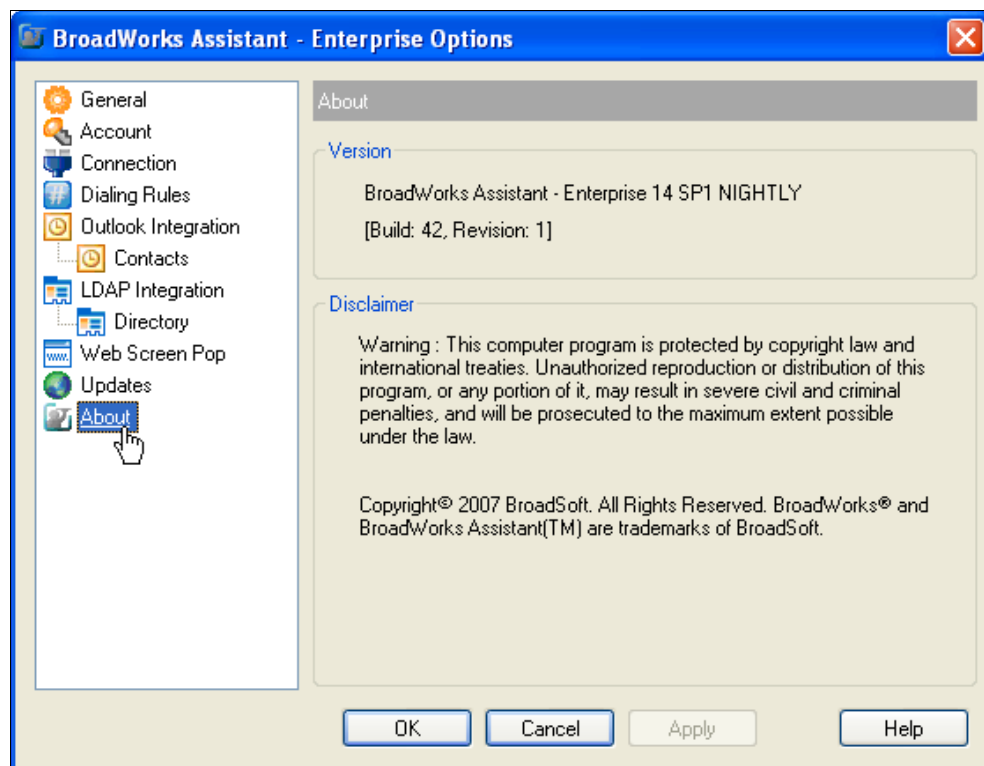 BroadWorks Assistant - Enterprise Options
General
Account
Connection
Dialing Rules
Outlook Integration
Contacts
LDAP Integration
Directory
www.
Web Screen Pop
Updates
About
About
Version
BroadWorks Assistant - Enterprise 14 SP1 NIGHTLY
[Build: 42, Revision: 1]
Disclaimer
Warning : This computer program is protected by copyright law and
international treaties. Unauthorized reproduction or distribution of this
program, or any portion of it, may result in severe civil and criminal
penalties, and will be prosecuted to the maximum extent possible
under the law.
Copyright© 2007 BroadSoft. All Rights Reserved. BroadWorks® and
BroadWorks Assistant(TM) are trademarks of BroadSoft.
OK
Cancel
Apply
Help